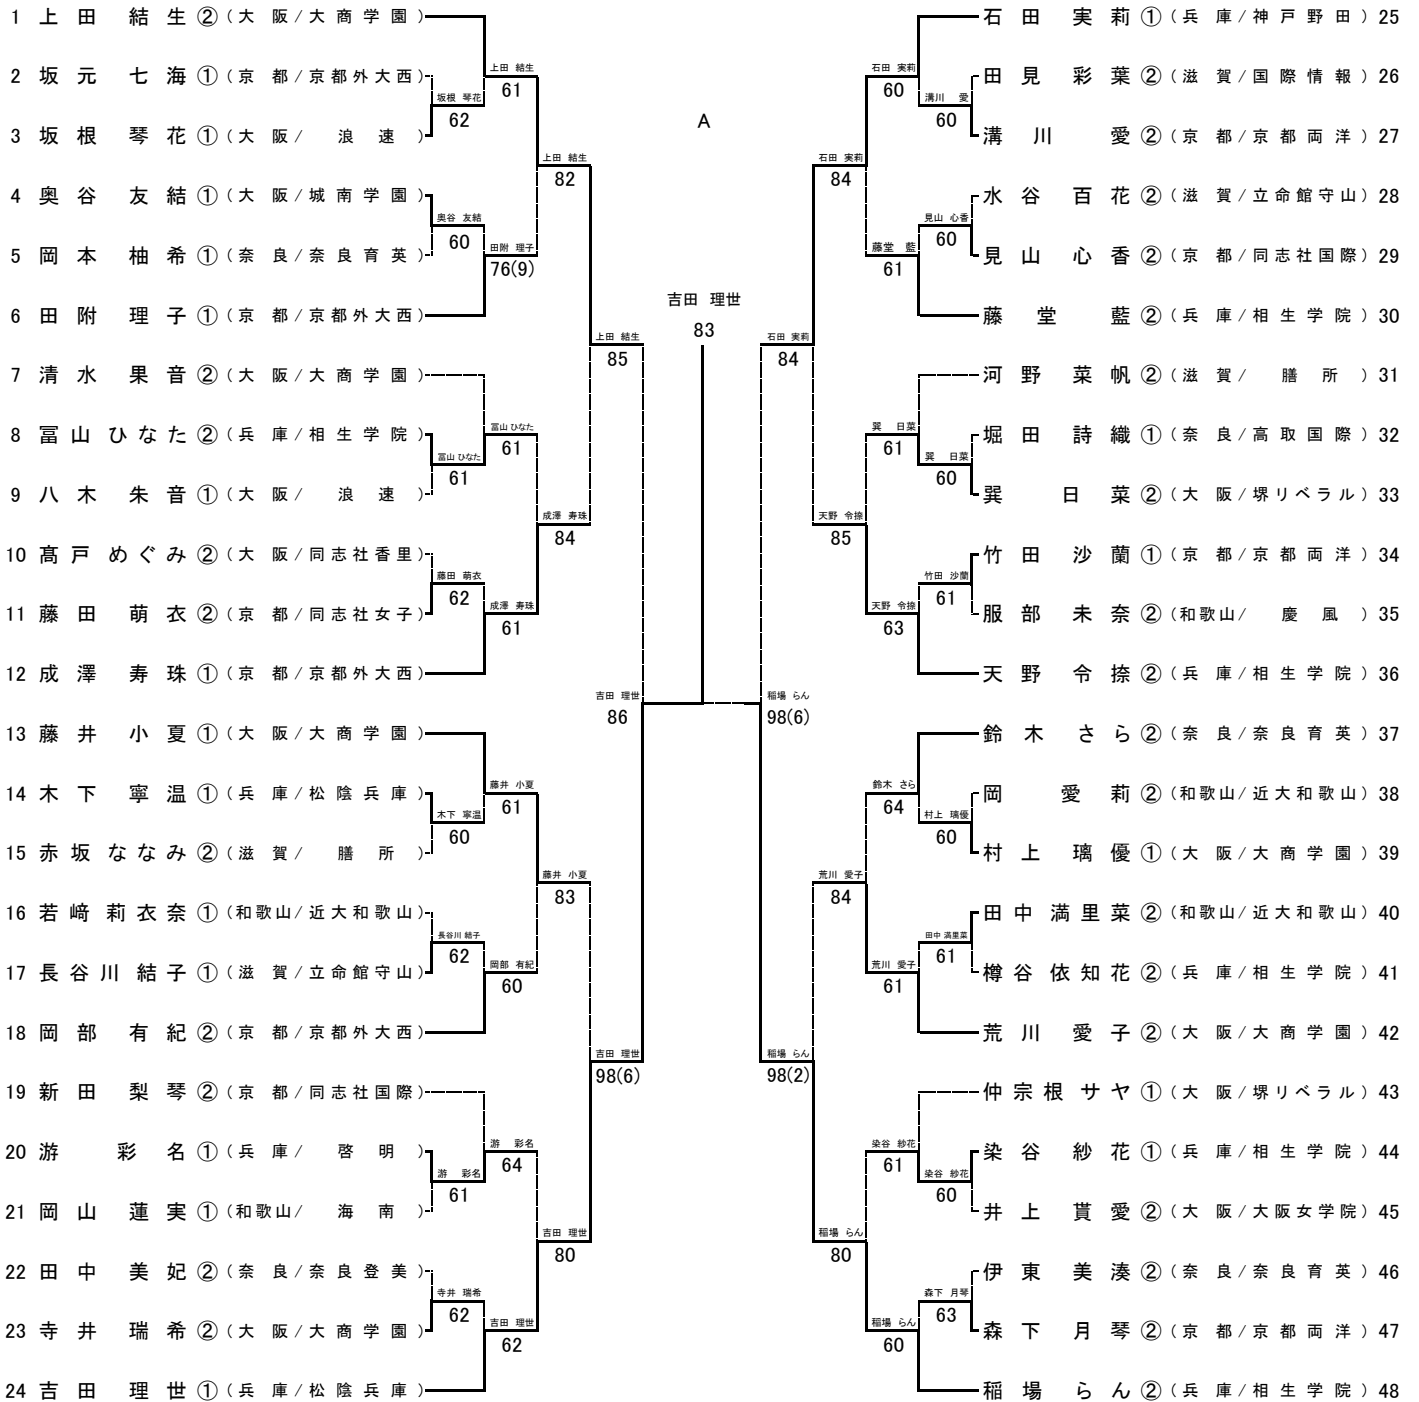 1 上田 結生 ② (大阪/大商学園)
2 坂元 七海 ① (京都/京都外大西)
3 坂根 琴花 ① (大阪/浪速)
4 奥谷 友結 ① (大阪/城南学園)
5 岡本 柚希 ① (奈良/奈良育英)
6 田附 理子 ① (京都/京都外大西)
7 清水 果音 ② (大阪/大商学園)
8 冨山 ひなた ② (兵庫/相生学院)
9 八木 朱音 ① (大阪/浪速)
10 髙戸 めぐみ ② (大阪/同志社香里)
11 藤田 萌衣 ② (京都/同志社女子)
12 成澤 寿珠 ① (京都/京都外大西)
13 藤井 小夏 ① (大阪/大商学園)
14 木下 寧温 ① (兵庫/松陰兵庫)
15 赤坂 ななみ ② (滋賀/膳所)
16 若﨑 莉衣奈 ① (和歌山/近大和歌山)
17 長谷川 結子 ① (滋賀/立命館守山)
18 岡部 有紀 ② (京都/京都外大西)
19 新田 梨琴 ② (京都/同志社国際)
20 游 彩名 ① (兵庫/啓明)
21 岡山 蓮実 ① (和歌山/海南)
22 田中 美妃 ② (奈良/奈良登美)
23 寺井 瑞希 ② (大阪/大商学園)
24 吉田 理世 ① (兵庫/松陰兵庫)
坂根 琴花
62
奥谷 友結
60
冨山 ひなた
61
藤田 萌衣
62
木下 寧温
60
長谷川 結子
62
游 彩名
61
寺井 瑞希
62
上田 結生
61
田附 理子
76(9)
冨山 ひなた
61
成澤 寿珠
61
藤井 小夏
61
岡部 有紀
60
游 彩名
64
吉田 理世
62
上田 結生
82
成澤 寿珠
84
藤井 小夏
83
吉田 理世
80
上田 結生
85
吉田 理世
98(6)
吉田 理世
86
A
吉田 理世
83
稲場 らん
98(6)
石田 実莉
84
稲場 らん
98(2)
石田 実莉
84
天野 令捺
85
荒川 愛子
84
稲場 らん
80
石田 実莉
60
藤堂 藍
61
巽 日菜
61
天野 令捺
63
鈴木 さら
64
荒川 愛子
61
染谷 紗花
61
稲場 らん
60
溝川 愛
60
見山 心香
60
巽 日菜
60
竹田 沙蘭
61
村上 璃優
60
田中 満里菜
61
染谷 紗花
60
森下 月琴
63
石田 実莉 ① (兵庫/神戸野田) 25
田見 彩葉 ② (滋賀/国際情報) 26
溝川 愛 ② (京都/京都両洋) 27
水谷 百花 ② (滋賀/立命館守山) 28
見山 心香 ② (京都/同志社国際) 29
藤堂 藍 ② (兵庫/相生学院) 30
河野 菜帆 ② (滋賀/膳所) 31
堀田 詩織 ① (奈良/高取国際) 32
巽 日菜 ② (大阪/堺リベラル) 33
竹田 沙蘭 ① (京都/京都両洋) 34
服部 未奈 ② (和歌山/慶風) 35
天野 令捺 ② (兵庫/相生学院) 36
鈴木 さら ② (奈良/奈良育英) 37
岡 愛莉 ② (和歌山/近大和歌山) 38
村上 璃優 ① (大阪/大商学園) 39
田中 満里菜 ② (和歌山/近大和歌山) 40
樽谷 依知花 ② (兵庫/相生学院) 41
荒川 愛子 ② (大阪/大商学園) 42
仲宗根 サヤ ① (大阪/堺リベラル) 43
染谷 紗花 ① (兵庫/相生学院) 44
井上 貰愛 ② (大阪/大阪女学院) 45
伊東 美湊 ② (奈良/奈良育英) 46
森下 月琴 ② (京都/京都両洋) 47
稲場 らん ② (兵庫/相生学院) 48